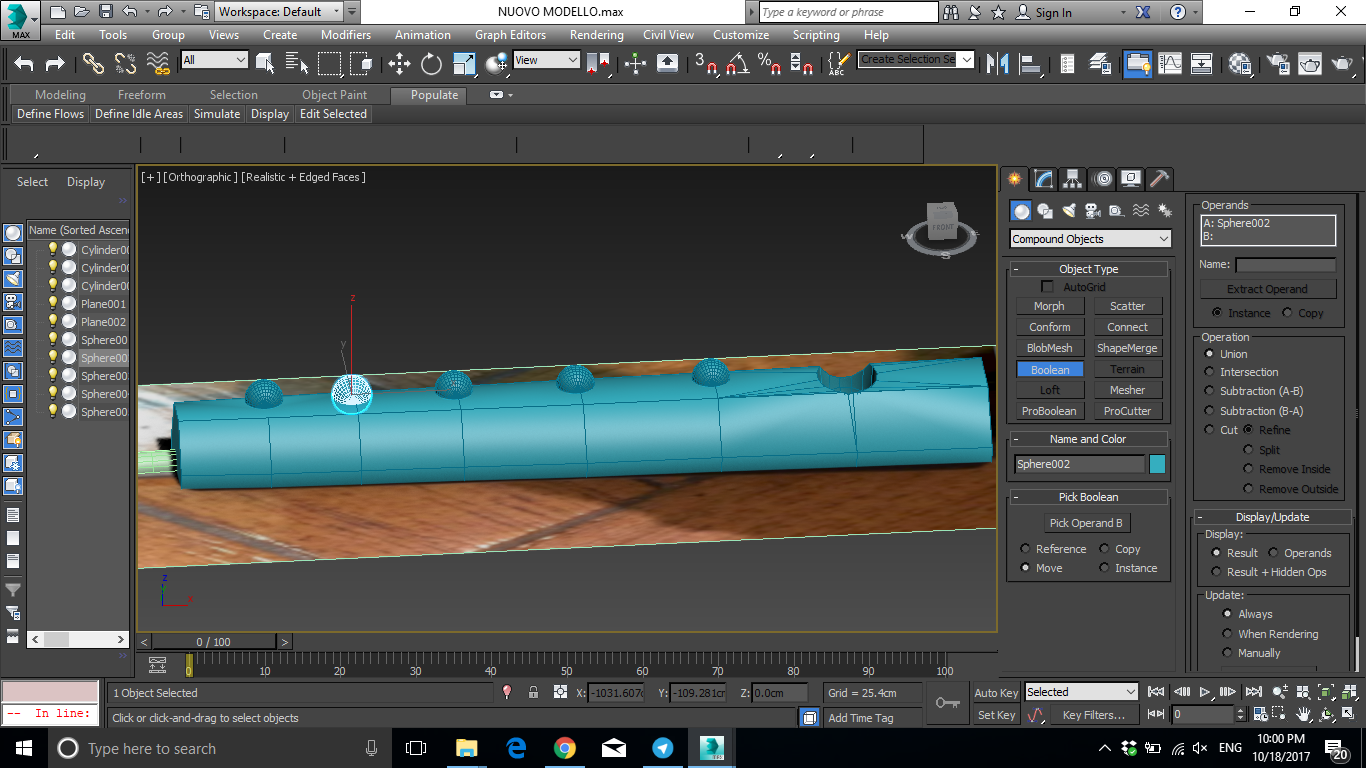 MAX
Workspace: Default
NUOVO MODELLO.max
Type a keyword or phrase
Sign In
Edit Tools Group Views Create Modifiers Animation Graph Editors Rendering Civil View Customize Scripting Help
All
View
3
ABC
Create Selection Se
Modeling Freeform Selection Object Paint Populate
Define Flows Define Idle Areas Simulate Display Edit Selected
Select Display
Name (Sorted Ascen
Cylinder00
Cylinder00
Cylinder00
Plane001
Plane002
Sphere00
Sphere00
Sphere00
Sphere00
Sphere00
[+] [Orthographic] [Realistic + Edged Faces]
FRONT
W
S
z
y
z
x
Compound Objects
- Object Type
AutoGrid
Morph Scatter
Conform Connect
BlobMesh ShapeMerge
Boolean Terrain
Loft Mesher
ProBoolean ProCutter
- Name and Color
Sphere002
- Pick Boolean
Pick Operand B
Reference Copy
Move Instance
Operands
A: Sphere002
B:
Name:
Extract Operand
Instance Copy
Operation
Union
Intersection
Subtraction (A-B)
Subtraction (B-A)
Cut Refine
Split
Remove Inside
Remove Outside
- Display/Update
Display:
Result Operands
Result + Hidden Ops
Update:
Always
When Rendering
Manually
< 0 / 100 >
0 10 20 30 40 50 60 70 80 90 100
1 Object Selected
X: -1031.607c Y: -109.281cm Z: 0.0cm
Grid = 25.4cm
Auto Key Selected
-- In line:
Click or click-and-drag to select objects
Add Time Tag
Set Key Key Filters...
0
Type here to search
ENG
10:00 PM
10/18/2017
20